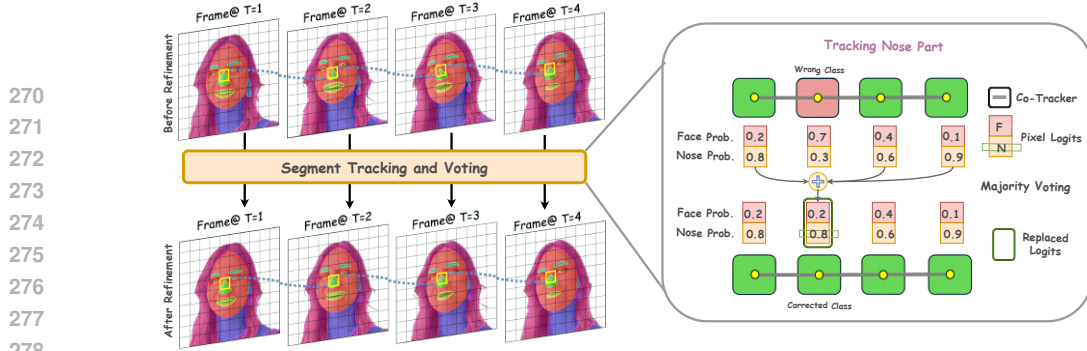 270
271
272
273
274
275
276
277
278
Before Refinement
Frame@ T=1
Frame@ T=2
Frame@ T=3
Frame@ T=4
Segment Tracking and Voting
After Refinement
Frame@ T=1
Frame@ T=2
Frame@ T=3
Frame@ T=4
Tracking Nose Part
Wrong Class
Co-Tracker
Face Prob. 0.2 0.7 0.4 0.1
Nose Prob. 0.8 0.3 0.6 0.9
F
N
Pixel Logits
Majority Voting
Face Prob. 0.2 0.2 0.4 0.1
Nose Prob. 0.8 0.8 0.6 0.9
Replaced
Logits
Corrected Class